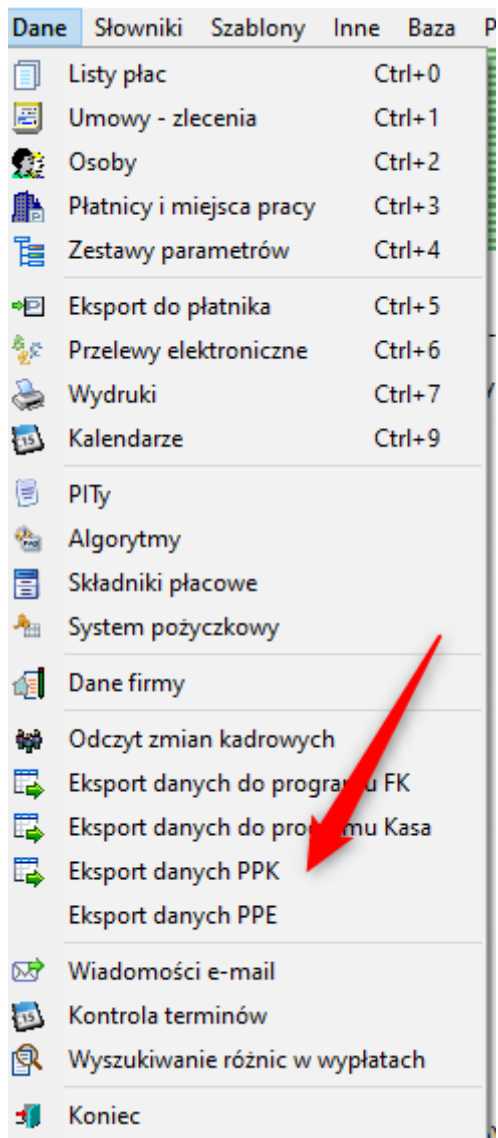 Dane Słowniki Szablony Inne Baza P
Listy płac Ctrl+0
Umowy - zlecenia Ctrl+1
Osoby Ctrl+2
Płatnicy i miejsca pracy Ctrl+3
Zestawy parametrów Ctrl+4
Eksport do płatnika Ctrl+5
Przelewy elektroniczne Ctrl+6
Wydruki Ctrl+7
Kalendarze Ctrl+9
PITy
Algorytmy
Składniki płacowe
System pożyczkowy
Dane firmy
Odczyt zmian kadrowych
Eksport danych do programu FK
Eksport danych do programu Kasa
Eksport danych PPK
Eksport danych PPE
Wiadomości e-mail
Kontrola terminów
Wyszukiwanie różnic w wypłatach
Koniec